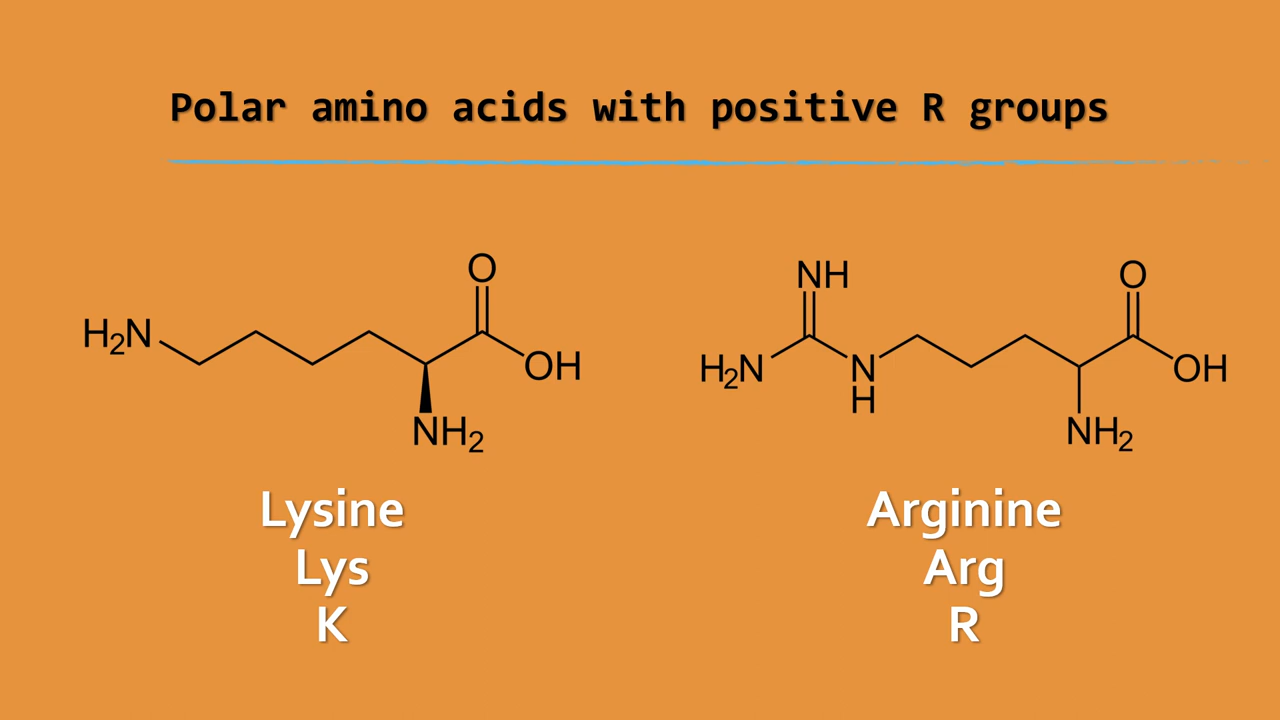 Polar amino acids with positive R groups
O
H₂N
OH
NH₂
Lysine
Lys
K
NH
O
H₂N
N
H
OH
NH₂
Arginine
Arg
R